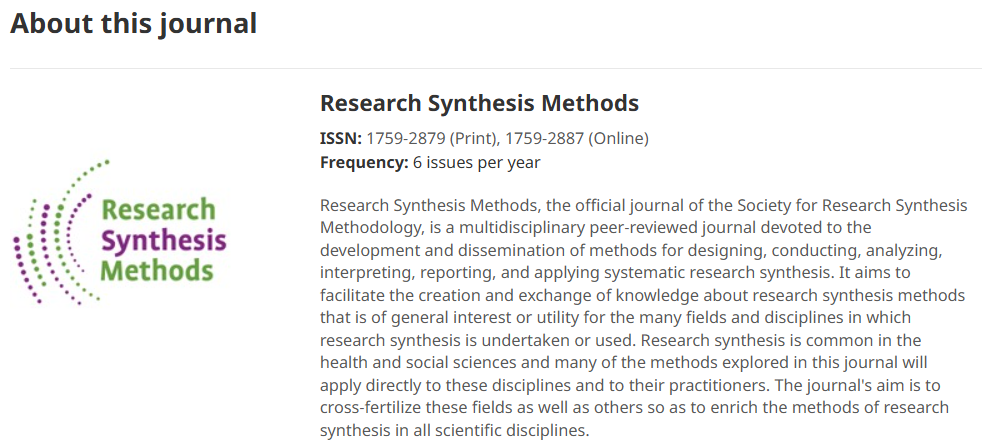 About this journal
Research
Synthesis
Methods
Research Synthesis Methods
ISSN: 1759-2879 (Print), 1759-2887 (Online)
Frequency: 6 issues per year
Research Synthesis Methods, the official journal of the Society for Research Synthesis
Methodology, is a multidisciplinary peer-reviewed journal devoted to the
development and dissemination of methods for designing, conducting, analyzing,
interpreting, reporting, and applying systematic research synthesis. It aims to
facilitate the creation and exchange of knowledge about research synthesis methods
that is of general interest or utility for the many fields and disciplines in which
research synthesis is undertaken or used. Research synthesis is common in the
health and social sciences and many of the methods explored in this journal will
apply directly to these disciplines and to their practitioners. The journal's aim is to
cross-fertilize these fields as well as others so as to enrich the methods of research
synthesis in all scientific disciplines.